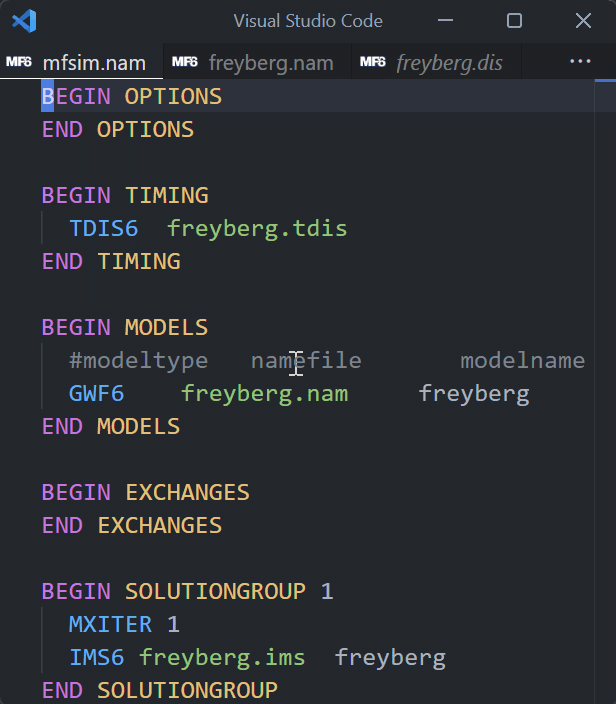 Visual Studio Code
MF6 mfsim.nam MF6 freyberg.nam MF6 freyberg.dis ...
BEGIN OPTIONS
END OPTIONS
BEGIN TIMING
  TDIS6  freyberg.tdis
END TIMING
BEGIN MODELS
  #modeltype   namefile       modelname
  GWF6    freyberg.nam     freyberg
END MODELS
BEGIN EXCHANGES
END EXCHANGES
BEGIN SOLUTIONGROUP 1
  MXITER 1
  IMS6 freyberg.ims  freyberg
END SOLUTIONGROUP